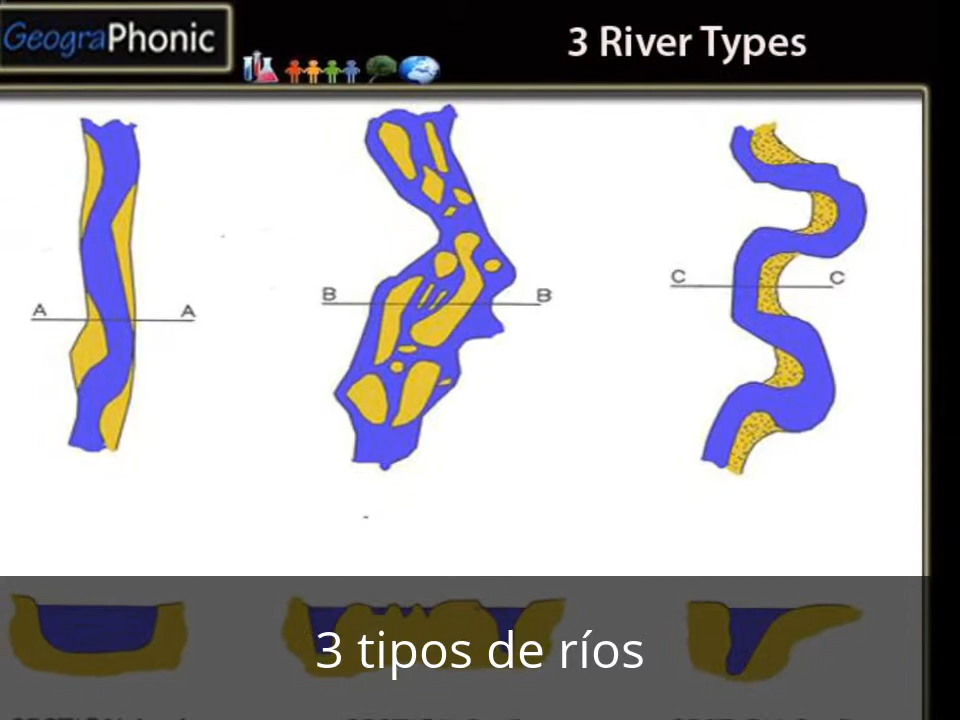 GeograPhonic
3 River Types
A A
B B
C C
3 tipos de ríos